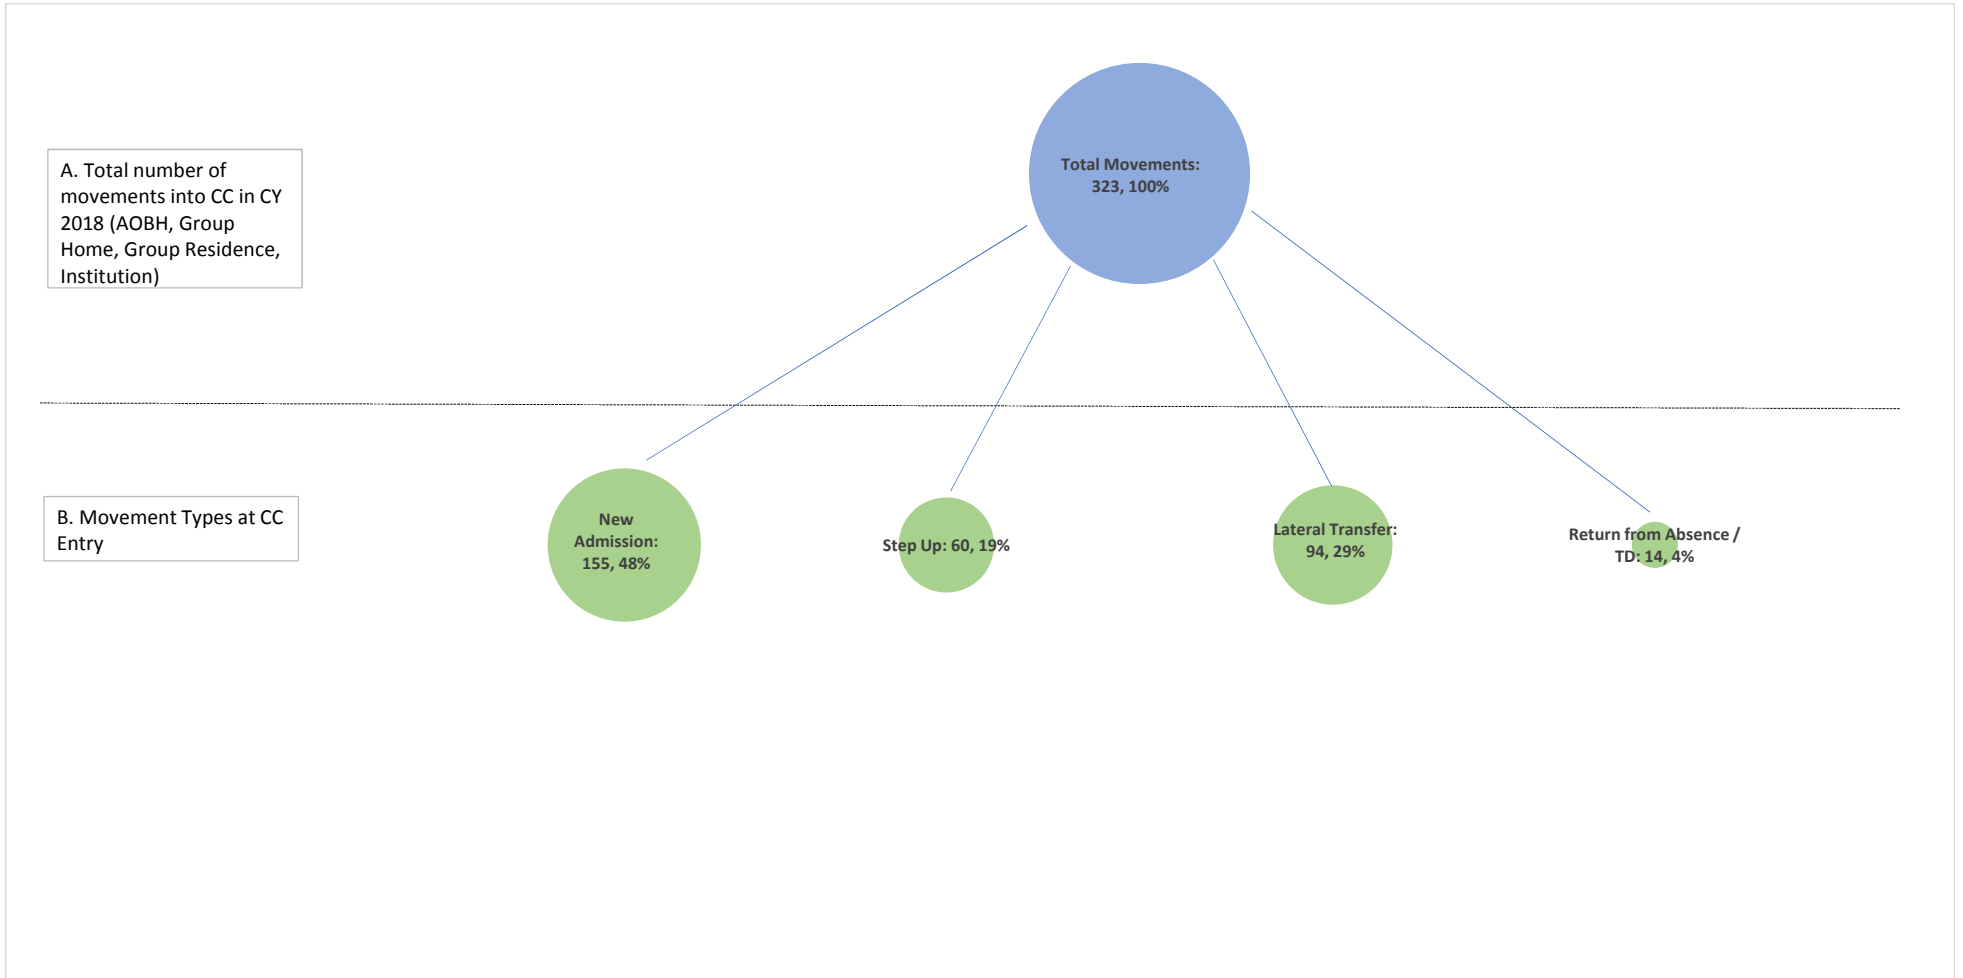 Total Movements:
323, 100%
A. Total number of
movements into CC in CY
2018 (AOBH, Group
Home, Group Residence,
Institution)
B. Movement Types at CC
Entry
New
Admission:
155, 48%
Step Up: 60, 19%
Lateral Transfer:
94, 29%
Return from Absence /
TD: 14, 4%